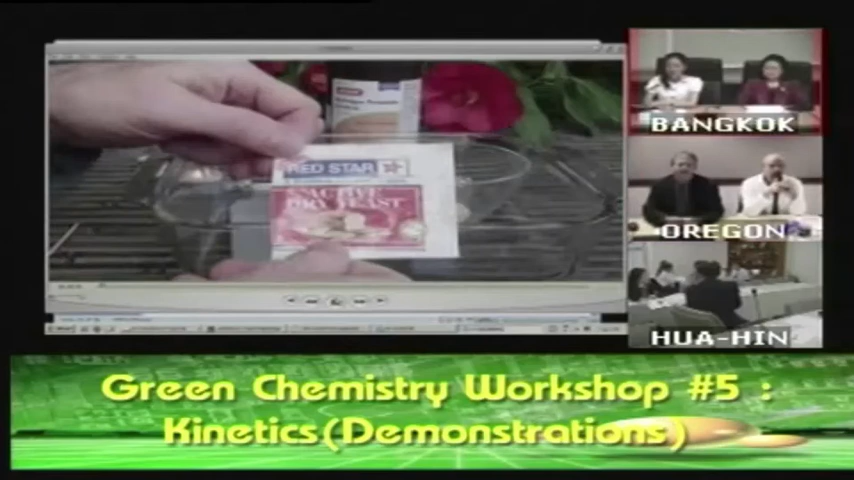 RED STAR
ACTIVE
DRY YEAST
BANGKOK
OREGON
HUA-HIN
Green Chemistry Workshop #5 :
Kinetics(Demonstrations)